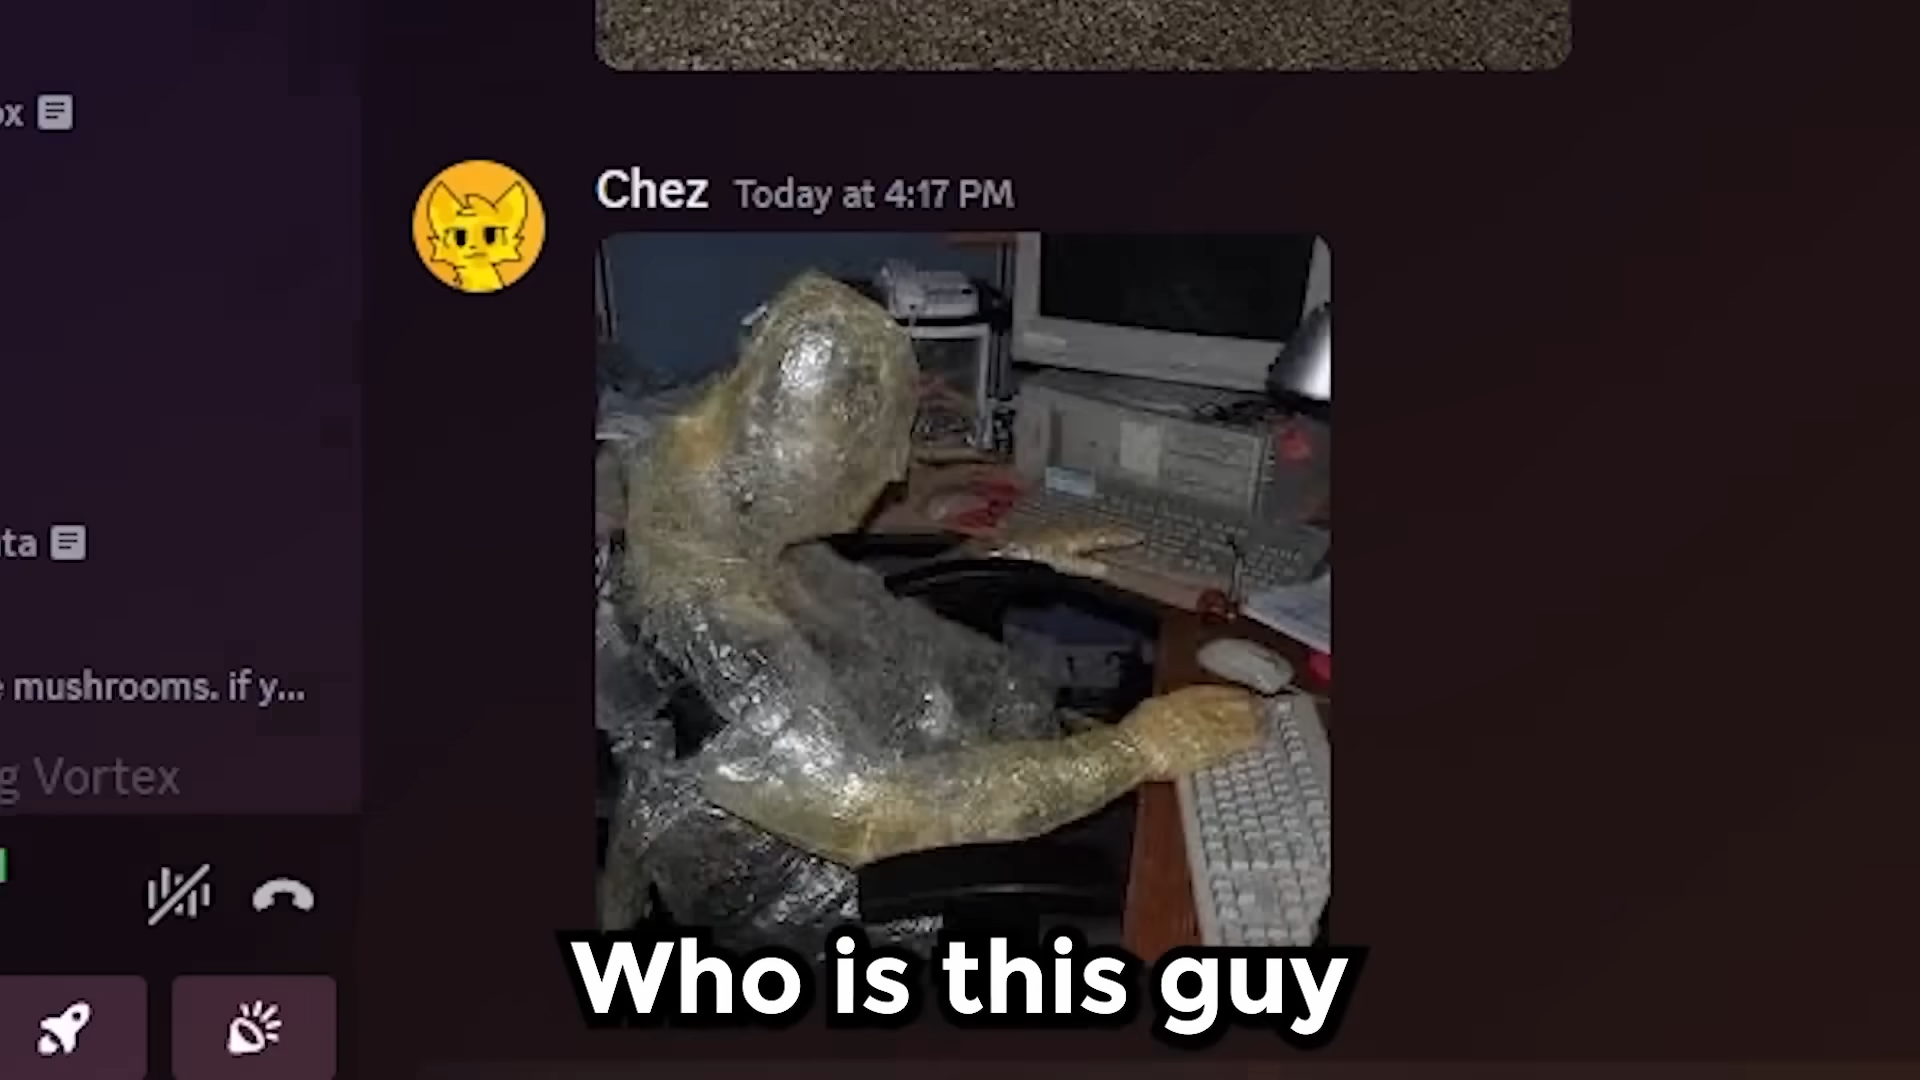 ox
Chez Today at 4:17 PM
ta
e mushrooms. if y...
g Vortex
Who is this guy